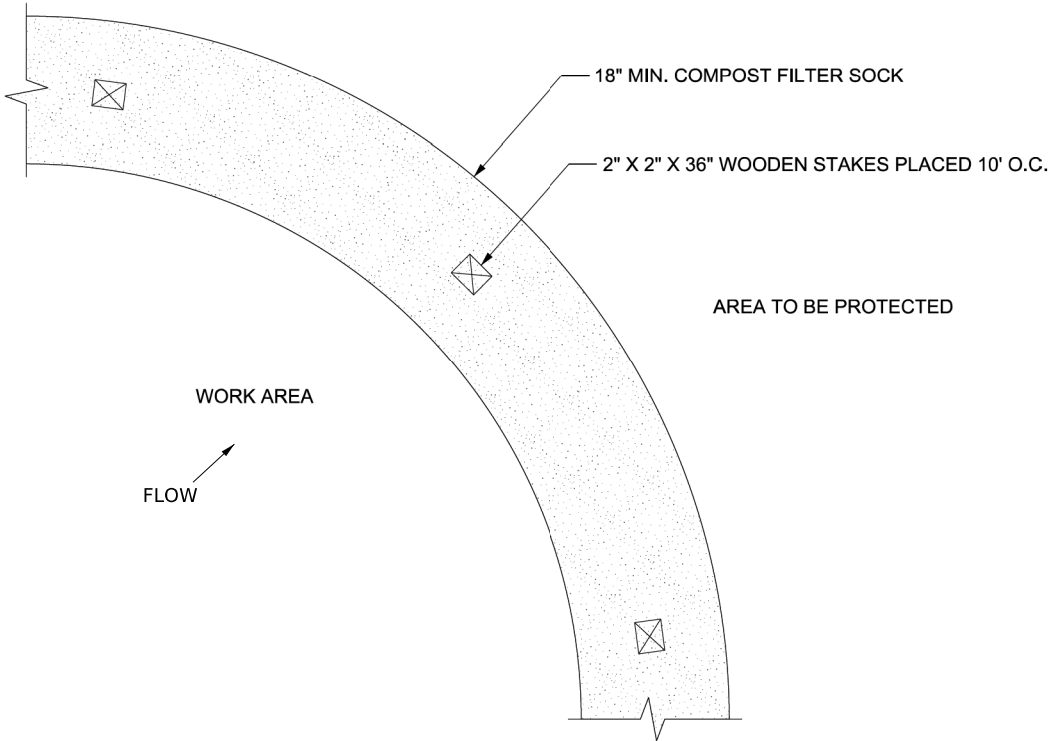 18" MIN. COMPOST FILTER SOCK
2" X 2" X 36" WOODEN STAKES PLACED 10' O.C.
AREA TO BE PROTECTED
WORK AREA
FLOW